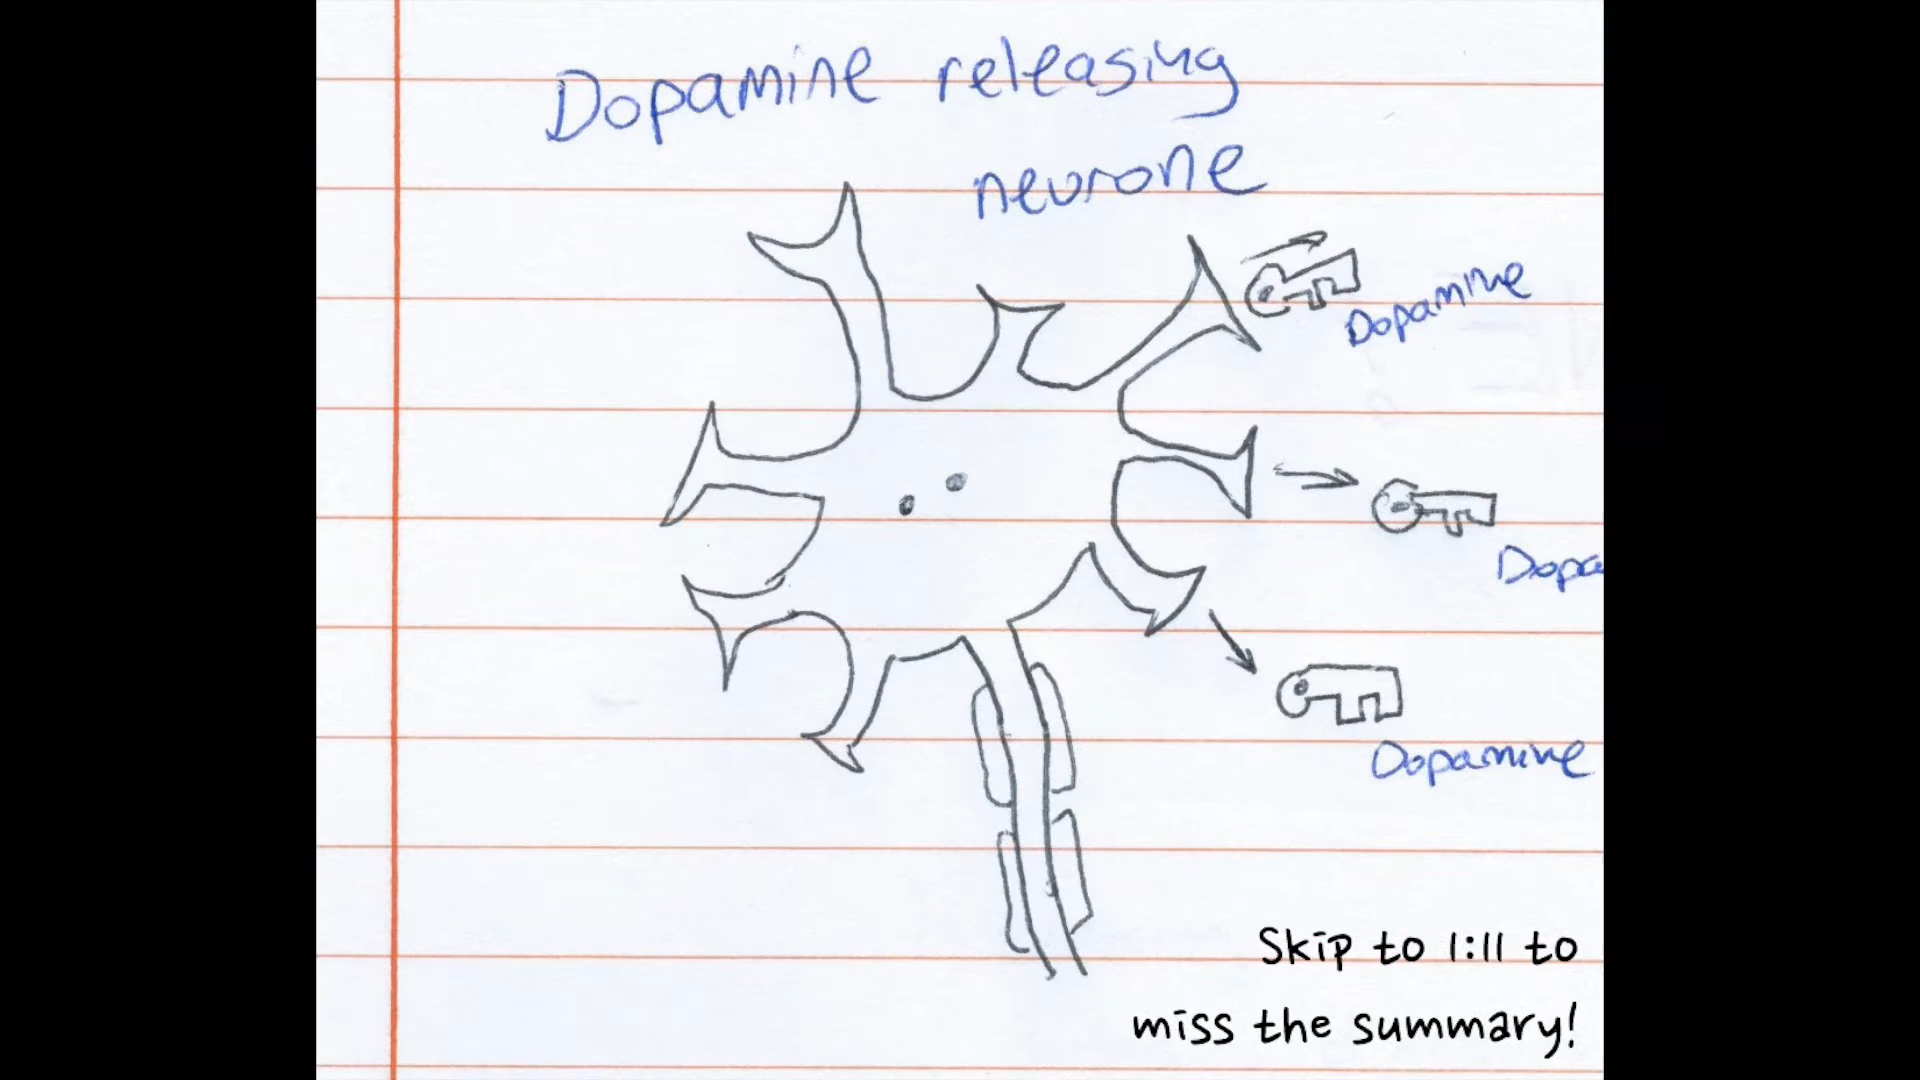 Dopamine releasing
neurone
Dopamine
Dopa
Dopamine
Skip to 1:11 to
miss the summary!